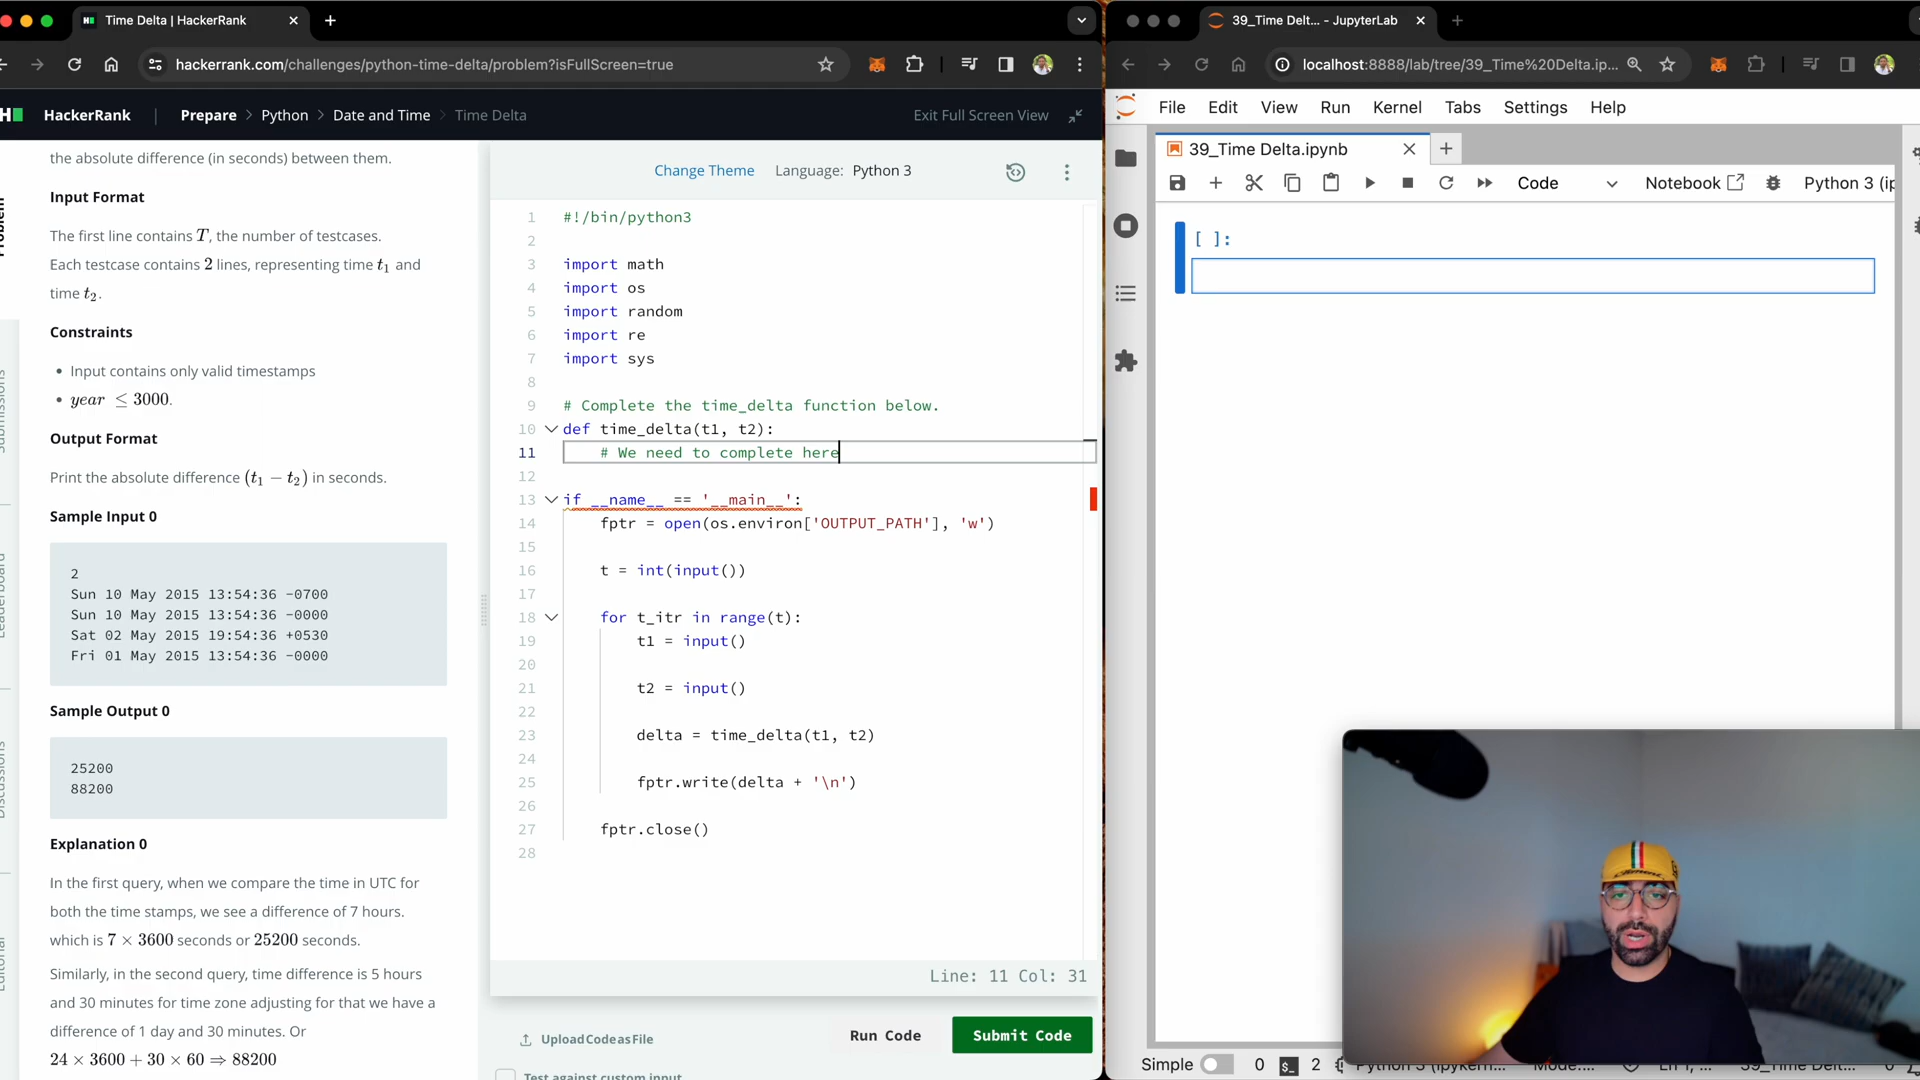 Time Delta | HackerRank
hackerrank.com/challenges/python-time-delta/problem?isFullScreen=true
HackerRank
Prepare
Python
Date and Time
Time Delta
Exit Full Screen View
the absolute difference (in seconds) between them.
Input Format
The first line contains T, the number of testcases.
Each testcase contains 2 lines, representing time t1 and
time t2.
Constraints
• Input contains only valid timestamps
• year ≤ 3000.
Output Format
Print the absolute difference (t1 − t2) in seconds.
Sample Input 0
2
Sun 10 May 2015 13:54:36 -0700
Sun 10 May 2015 13:54:36 -0000
Sat 02 May 2015 19:54:36 +0530
Fri 01 May 2015 13:54:36 -0000
Sample Output 0
25200
88200
Explanation 0
In the first query, when we compare the time in UTC for
both the time stamps, we see a difference of 7 hours.
which is 7 × 3600 seconds or 25200 seconds.
Similarly, in the second query, time difference is 5 hours
and 30 minutes for time zone adjusting for that we have a
difference of 1 day and 30 minutes. Or
24 × 3600 + 30 × 60 ⇒ 88200
Problem
Submissions
Leaderboard
Discussions
Editorial
Change Theme
Language: Python 3
1 #!/bin/python3
2
3 import math
4 import os
5 import random
6 import re
7 import sys
8
9 # Complete the time_delta function below.
10 def time_delta(t1, t2):
11     # We need to complete here
12
13 if __name__ == '__main__':
14     fptr = open(os.environ['OUTPUT_PATH'], 'w')
15
16     t = int(input())
17
18     for t_itr in range(t):
19         t1 = input()
20
21         t2 = input()
22
23         delta = time_delta(t1, t2)
24
25         fptr.write(delta + '\n')
26
27     fptr.close()
28
Line: 11 Col: 31
Upload Code as File
Run Code
Submit Code
Test against custom input
39_Time Delt... - JupyterLab
localhost:8888/lab/tree/39_Time%20Delta.ip...
File
Edit
View
Run
Kernel
Tabs
Settings
Help
39_Time Delta.ipynb
Code
Notebook
Python 3 (ip
[ ]:
Simple
0
2